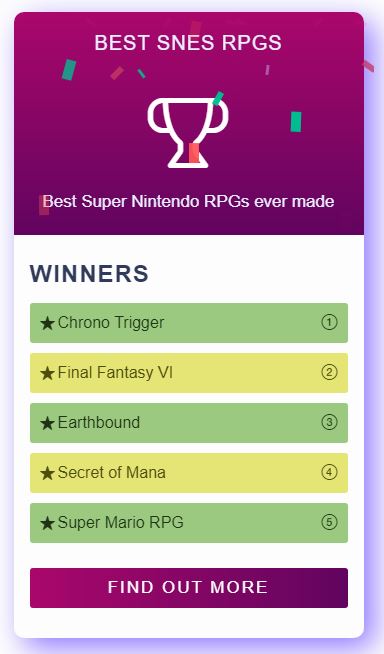 BEST SNES RPGS
Best Super Nintendo RPGs ever made
WINNERS
★Chrono Trigger ①
★Final Fantasy VI ②
★Earthbound ③
★Secret of Mana ④
★Super Mario RPG ⑤
FIND OUT MORE